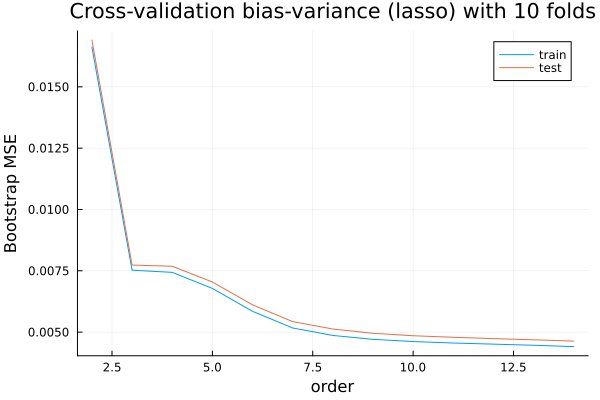 Cross-validation bias-variance (lasso) with 10 folds
train
test
Bootstrap MSE
0.0150
0.0125
0.0100
0.0075
0.0050
2.5 5.0 7.5 10.0 12.5
order